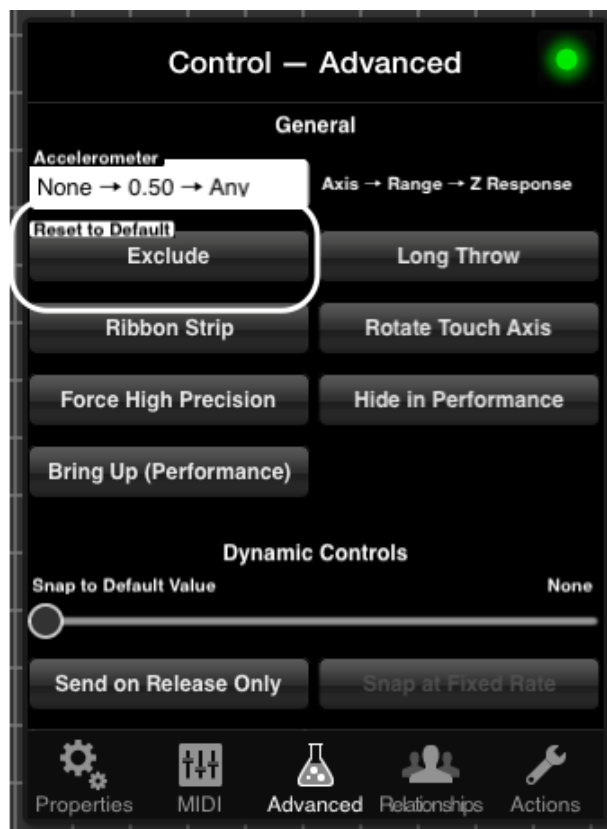 Control — Advanced
General
Accelerometer
None → 0.50 → Any
Axis → Range → Z Response
Reset to Default
Exclude
Long Throw
Ribbon Strip
Rotate Touch Axis
Force High Precision
Hide in Performance
Bring Up (Performance)
Dynamic Controls
Snap to Default Value
None
Send on Release Only
Snap at Fixed Rate
Properties
MIDI
Advanced
Relationships
Actions